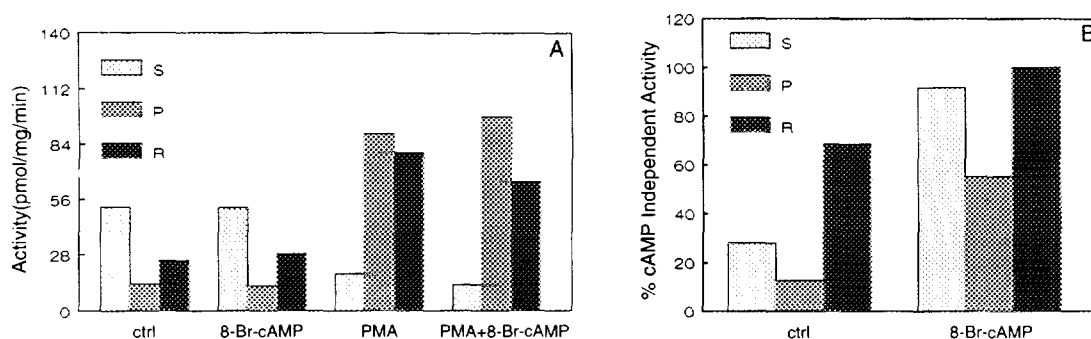 A
Activity(pmol/mg/min)
140
112
84
56
28
0
S
P
R
ctrl
8-Br-cAMP
PMA
PMA+8-Br-cAMP
B
% cAMP Independent Activity
120
100
80
60
40
20
0
S
P
R
ctrl
8-Br-cAMP